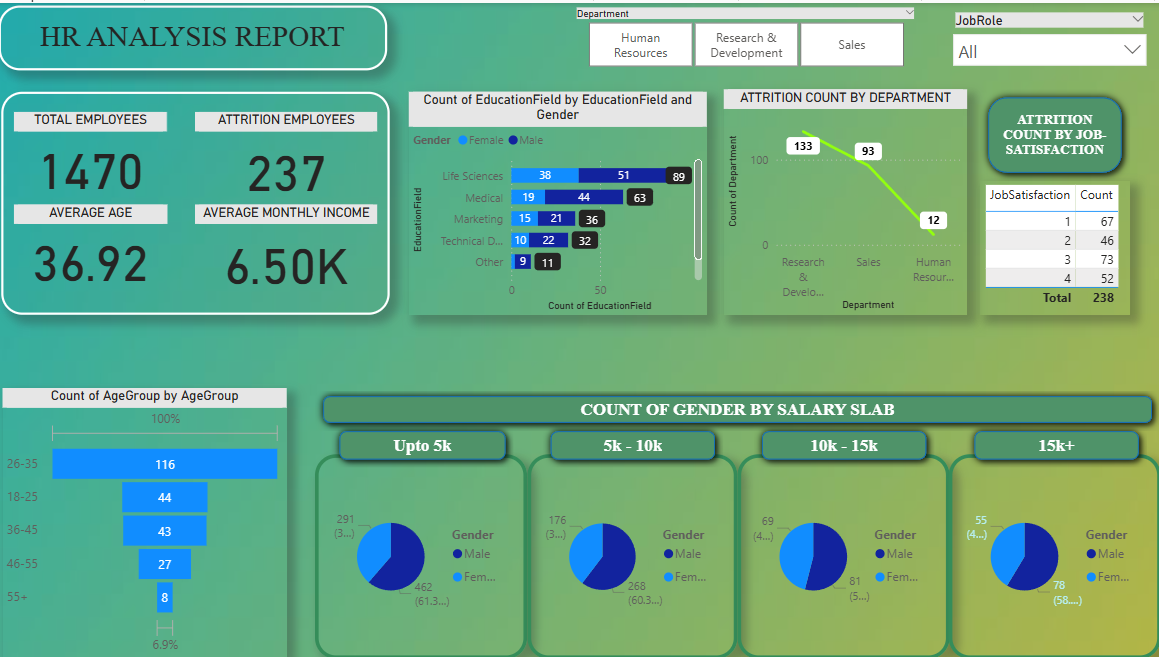 HR ANALYSIS REPORT
Department
Human
Resources
Research &
Development
Sales
JobRole
All
TOTAL EMPLOYEES
1470
ATTRITION EMPLOYEES
237
AVERAGE AGE
36.92
AVERAGE MONTHLY INCOME
6.50K
Count of EducationField by EducationField and
Gender
Gender Female Male
EducationField
Life Sciences 38 51 89
Medical 19 44 63
Marketing 15 21 36
Technical D... 10 22 32
Other 9 11
0 50
Count of EducationField
ATTRITION COUNT BY DEPARTMENT
Count of Department
100
0
133
93
12
Research
&
Develo...
Sales
Human
Resour...
Department
ATTRITION
COUNT BY JOB-
SATISFACTION
JobSatisfaction Count
1 67
2 46
3 73
4 52
Total 238
Count of AgeGroup by AgeGroup
100%
26-35 116
18-25 44
36-45 43
46-55 27
55+ 8
6.9%
COUNT OF GENDER BY SALARY SLAB
Upto 5k
291
(3...)
462
(61.3...)
Gender
Male
Fem...
5k - 10k
176
(3...)
268
(60.3...)
Gender
Male
Fem...
10k - 15k
69
(4...)
81
(5...)
Gender
Male
Fem...
15k+
55
(4...)
78
(58....)
Gender
Male
Fem...